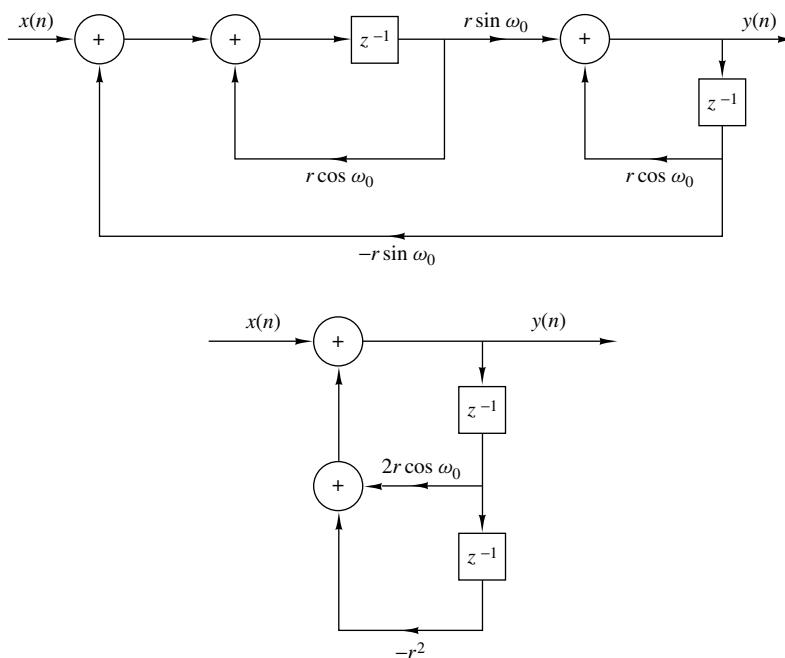 x(n) + + z⁻¹ r sin ω₀ + y(n)
z⁻¹
r cos ω₀ r cos ω₀
−r sin ω₀
x(n) + y(n)
z⁻¹
+ 2r cos ω₀
z⁻¹
−r²